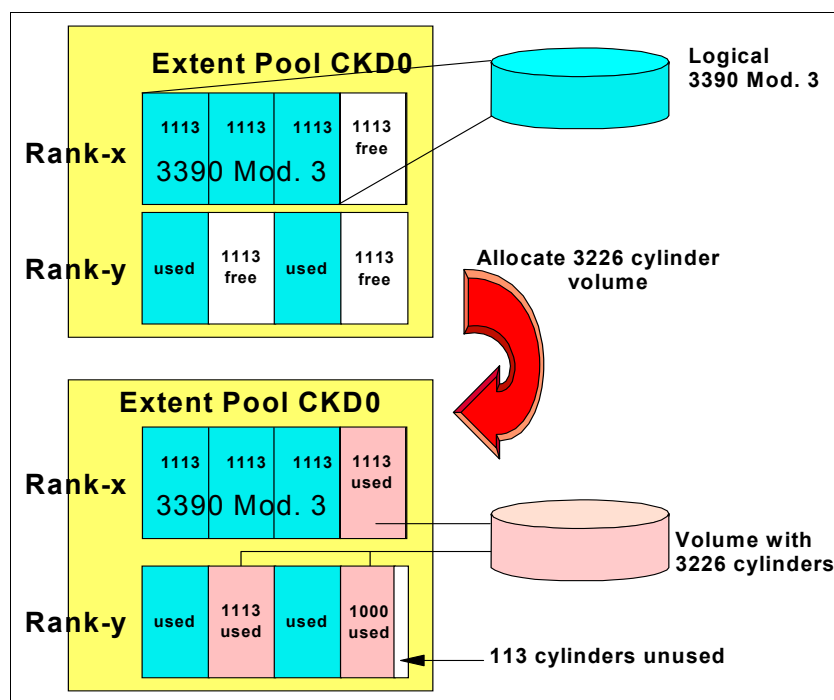 Extent Pool CKD0
Logical
3390 Mod. 3
1113 1113 1113 1113
free
Rank-x
3390 Mod. 3
Rank-y
used 1113
free used 1113
free
Allocate 3226 cylinder
volume
Extent Pool CKD0
1113 1113 1113 1113
used
Rank-x
3390 Mod. 3
Volume with
3226 cylinders
Rank-y
used 1113
used used 1000
used
113 cylinders unused